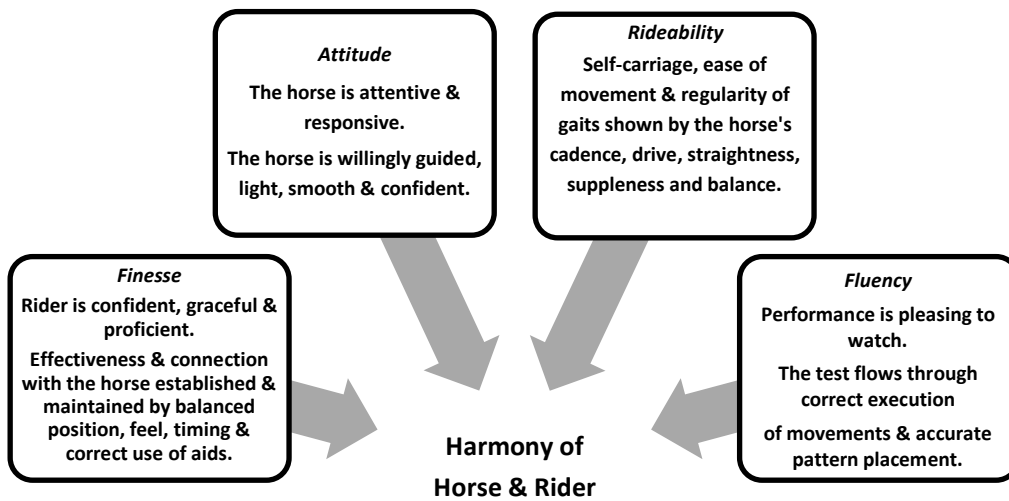 Attitude
The horse is attentive &
responsive.
The horse is willingly guided,
light, smooth & confident.
Rideability
Self-carriage, ease of
movement & regularity of
gaits shown by the horse's
cadence, drive, straightness,
suppleness and balance.
Finesse
Rider is confident, graceful &
proficient.
Effectiveness & connection
with the horse established &
maintained by balanced
position, feel, timing &
correct use of aids.
Fluency
Performance is pleasing to
watch.
The test flows through
correct execution
of movements & accurate
pattern placement.
Harmony of
Horse & Rider